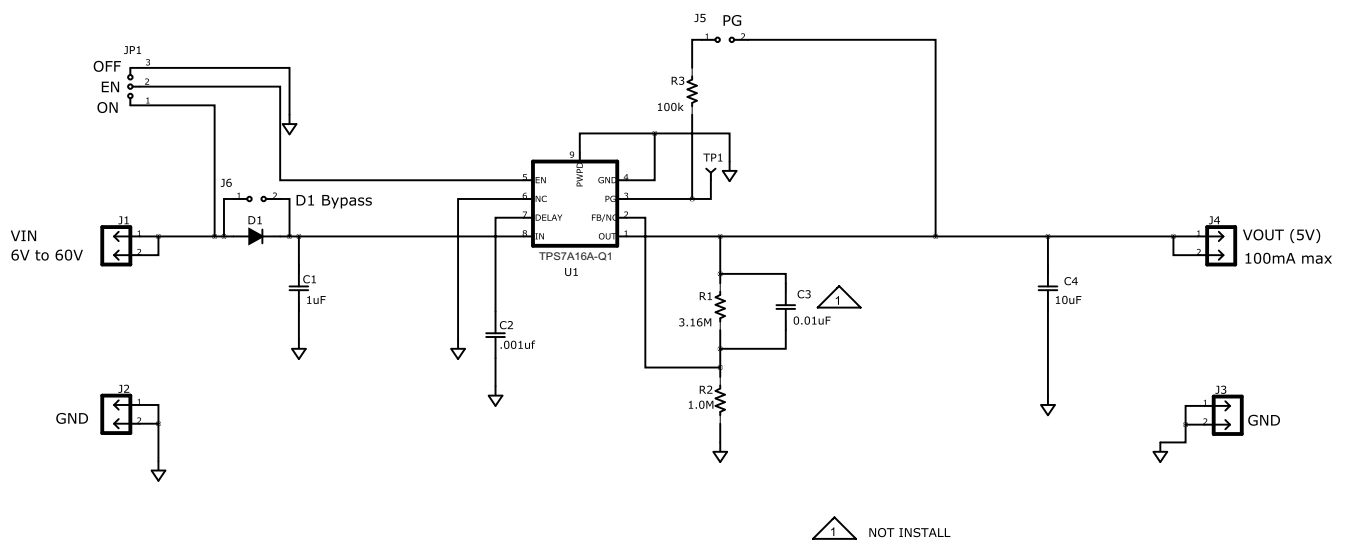 J5 PG
1 2
JP1
OFF 3
EN 2
ON 1
R3
100k
9
PWPD
TP1
5 EN GND 4
6 NC PG 3
7 DELAY FB/NC 2
8 IN OUT 1
TPS7A16A-Q1
U1
J6
1 2
D1 Bypass
D1
J1
1
2
VIN
6V to 60V
C1
1uF
C2
.001uf
R1
3.16M
C3
0.01uF
1
R2
1.0M
C4
10uF
J4
1
2
VOUT (5V)
100mA max
J2
1
2
GND
J3
1
2
GND
1 NOT INSTALL